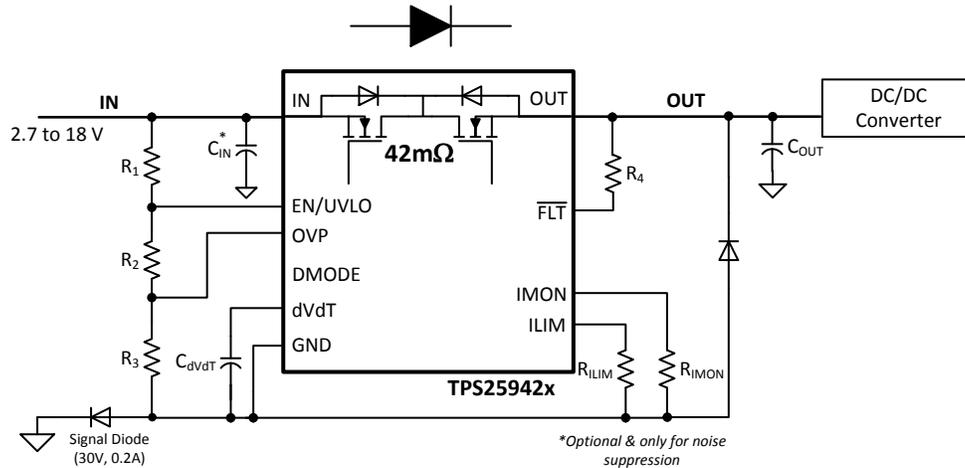 IN
2.7 to 18 V
R1
CIN*
R2
R3
CdVdT
Signal Diode
(30V, 0.2A)
IN
OUT
42mΩ
EN/UVLO
OVP
DMODE
dVdT
GND
FLT
IMON
ILIM
TPS25942x
OUT
R4
RILIM
RIMON
COUT
DC/DC
Converter
*Optional & only for noise
suppression